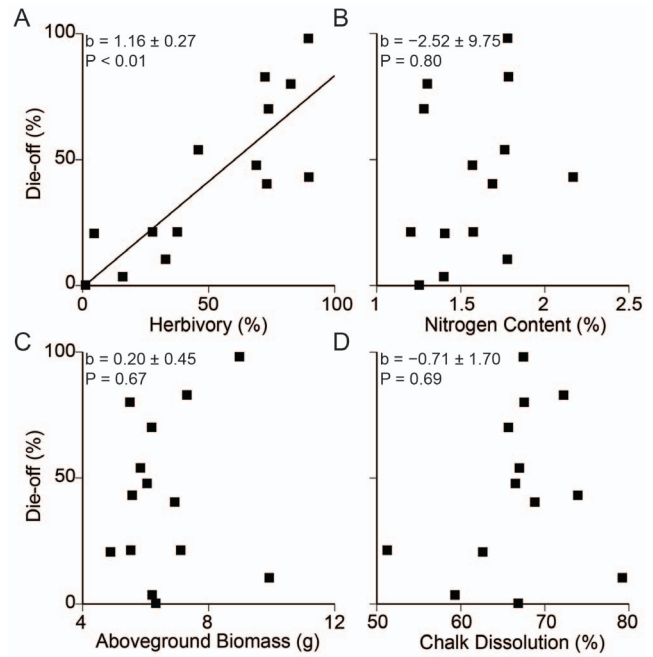 A
b = 1.16 ± 0.27
P < 0.01
100
50
0
Die-off (%)
0
50
100
Herbivory (%)
B
b = −2.52 ± 9.75
P = 0.80
1
1.5
2
2.5
Nitrogen Content (%)
C
b = 0.20 ± 0.45
P = 0.67
100
50
0
Die-off (%)
4
8
12
Aboveground Biomass (g)
D
b = −0.71 ± 1.70
P = 0.69
50
60
70
80
Chalk Dissolution (%)